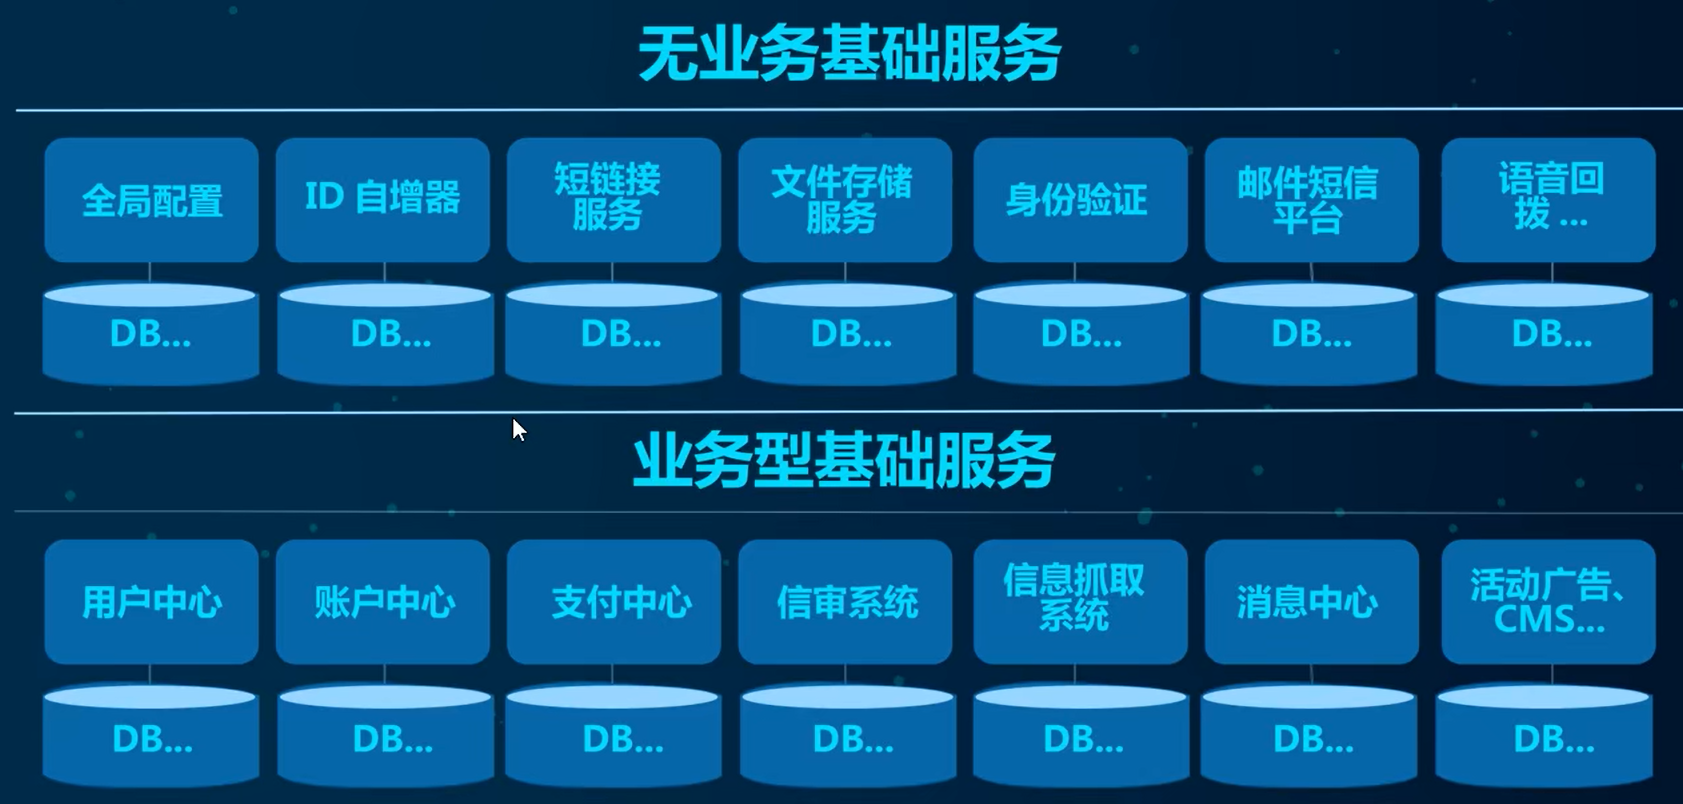 无业务基础服务
全局配置
ID 自增器
短链接
服务
文件存储
服务
身份验证
邮件短信
平台
语音回
拨 ...
DB...
DB...
DB...
DB...
DB...
DB...
DB...
业务型基础服务
用户中心
账户中心
支付中心
信审系统
信息抓取
系统
消息中心
活动广告、
CMS...
DB...
DB...
DB...
DB...
DB...
DB...
DB...